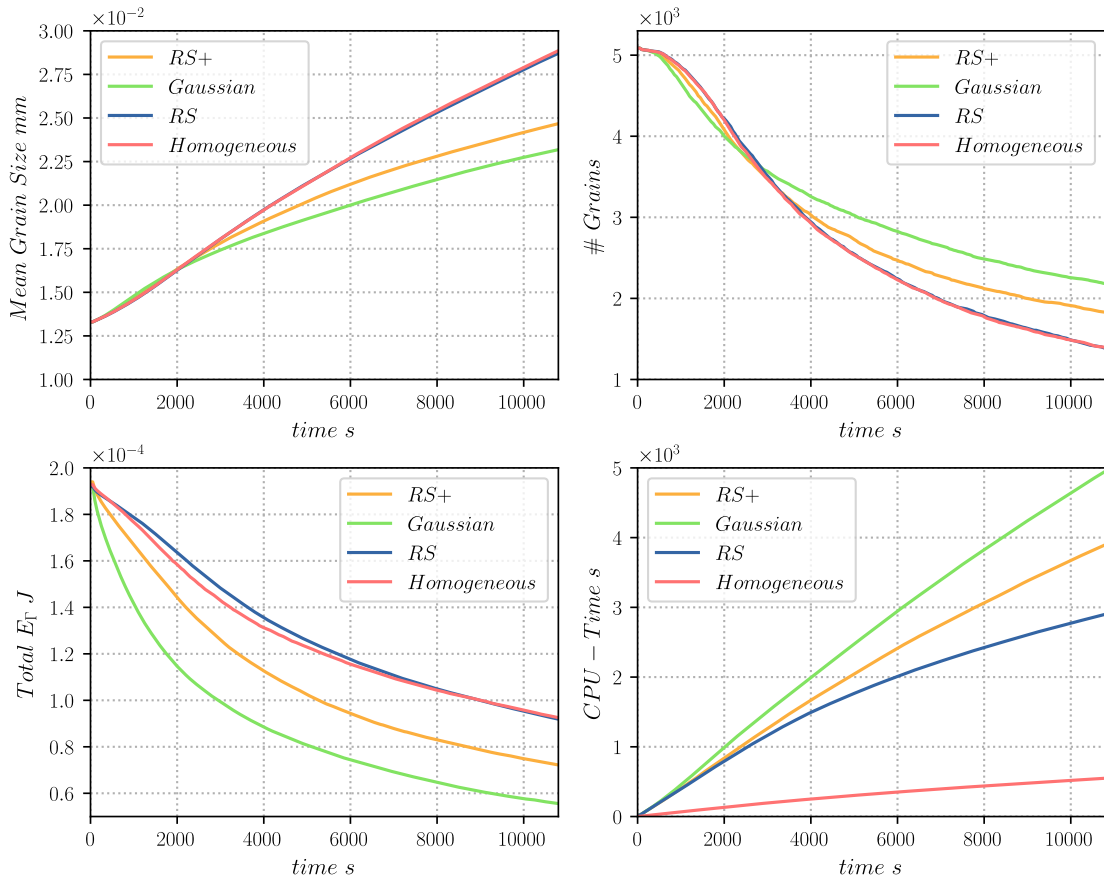 ×10⁻²
3.00
2.75
2.50
2.25
2.00
1.75
1.50
1.25
1.00
Mean Grain Size mm
RS+
Gaussian
RS
Homogeneous
0 2000 4000 6000 8000 10000
time s
×10³
5
4
3
2
1
# Grains
RS+
Gaussian
RS
Homogeneous
0 2000 4000 6000 8000 10000
time s
×10⁻⁴
2.0
1.8
1.6
1.4
1.2
1.0
0.8
0.6
Total E_Γ J
RS+
Gaussian
RS
Homogeneous
0 2000 4000 6000 8000 10000
time s
×10³
5
4
3
2
1
0
CPU − Time s
RS+
Gaussian
RS
Homogeneous
0 2000 4000 6000 8000 10000
time s